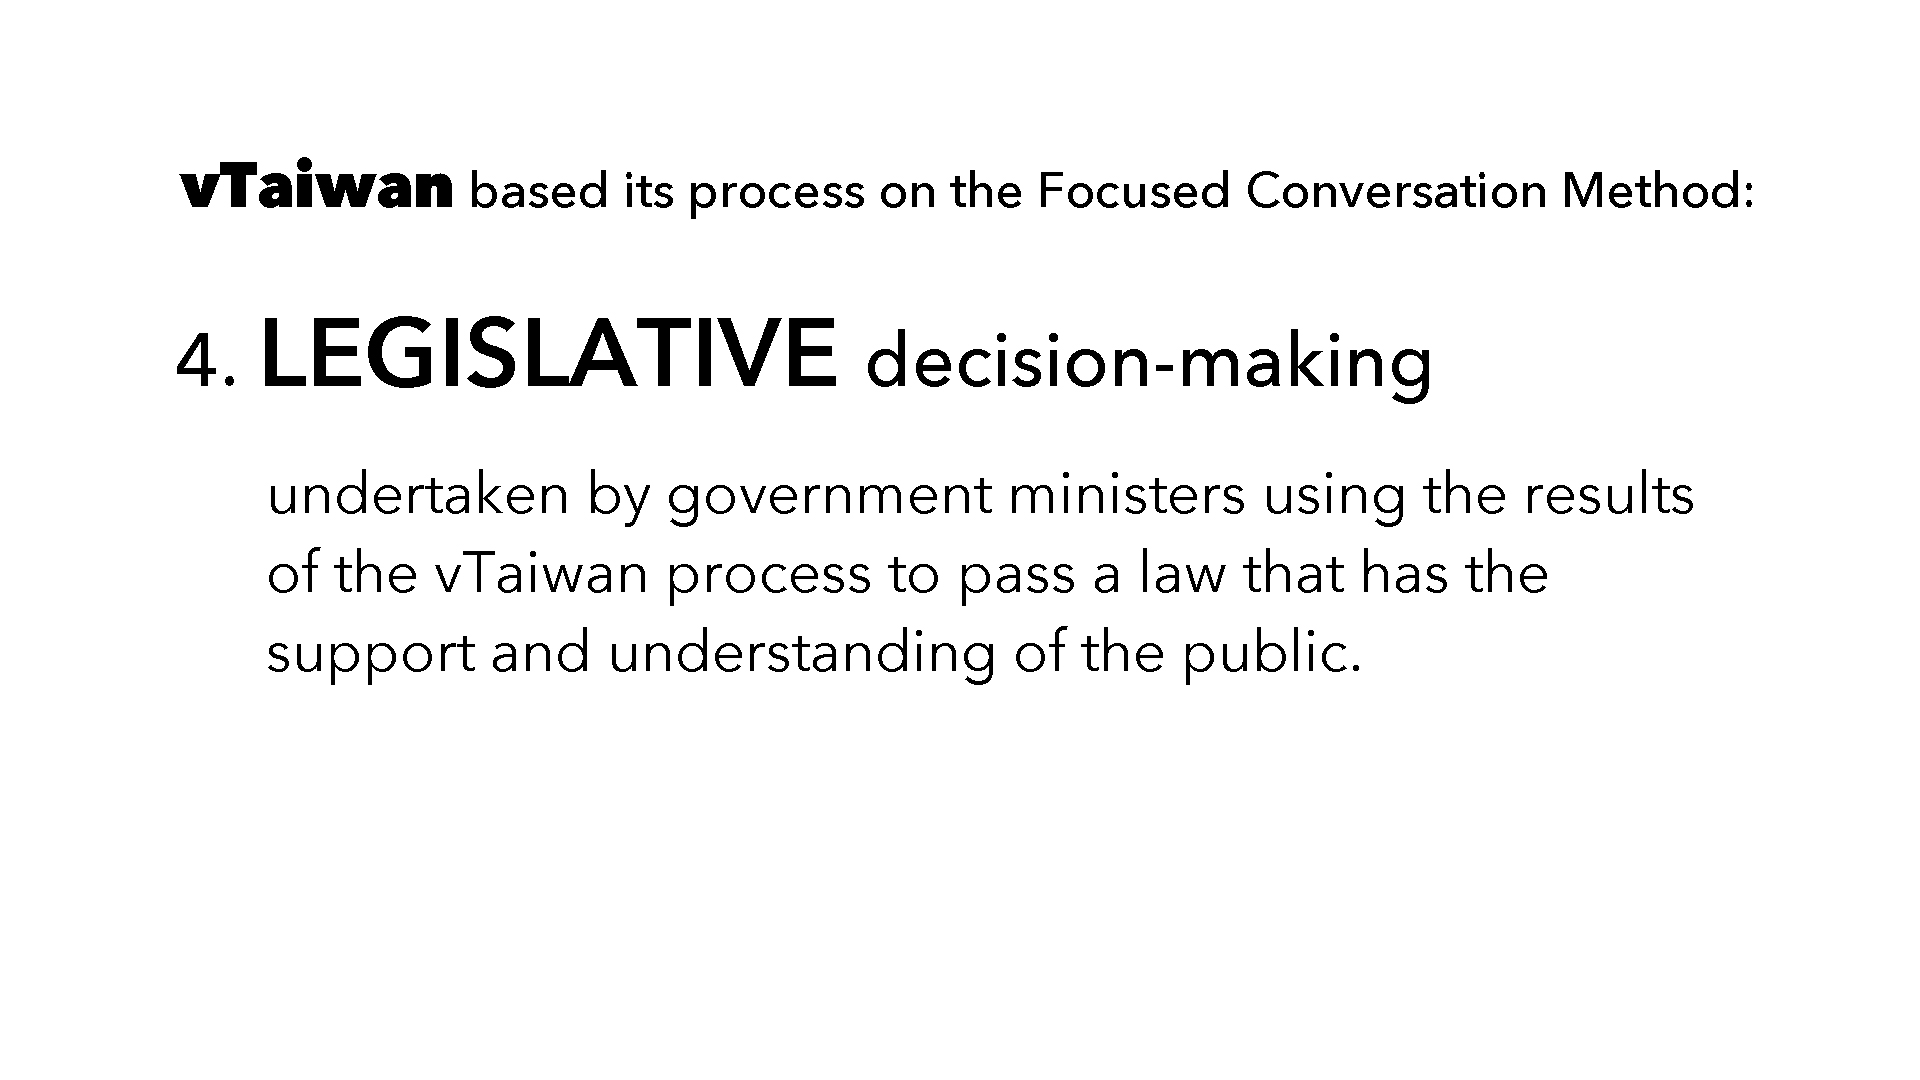 vTaiwan based its process on the Focused Conversation Method:
4. LEGISLATIVE decision-making
undertaken by government ministers using the results
of the vTaiwan process to pass a law that has the
support and understanding of the public.